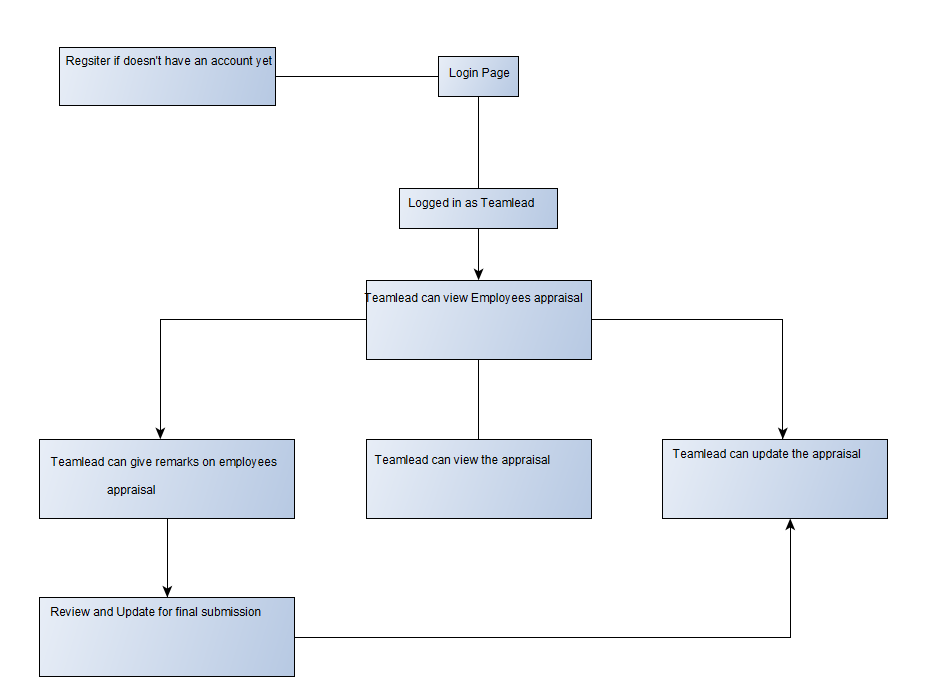 Regsiter if doesn't have an account yet
Login Page
Logged in as Teamlead
Teamlead can view Employees appraisal
Teamlead can give remarks on employees
appraisal
Teamlead can view the appraisal
Teamlead can update the appraisal
Review and Update for final submission